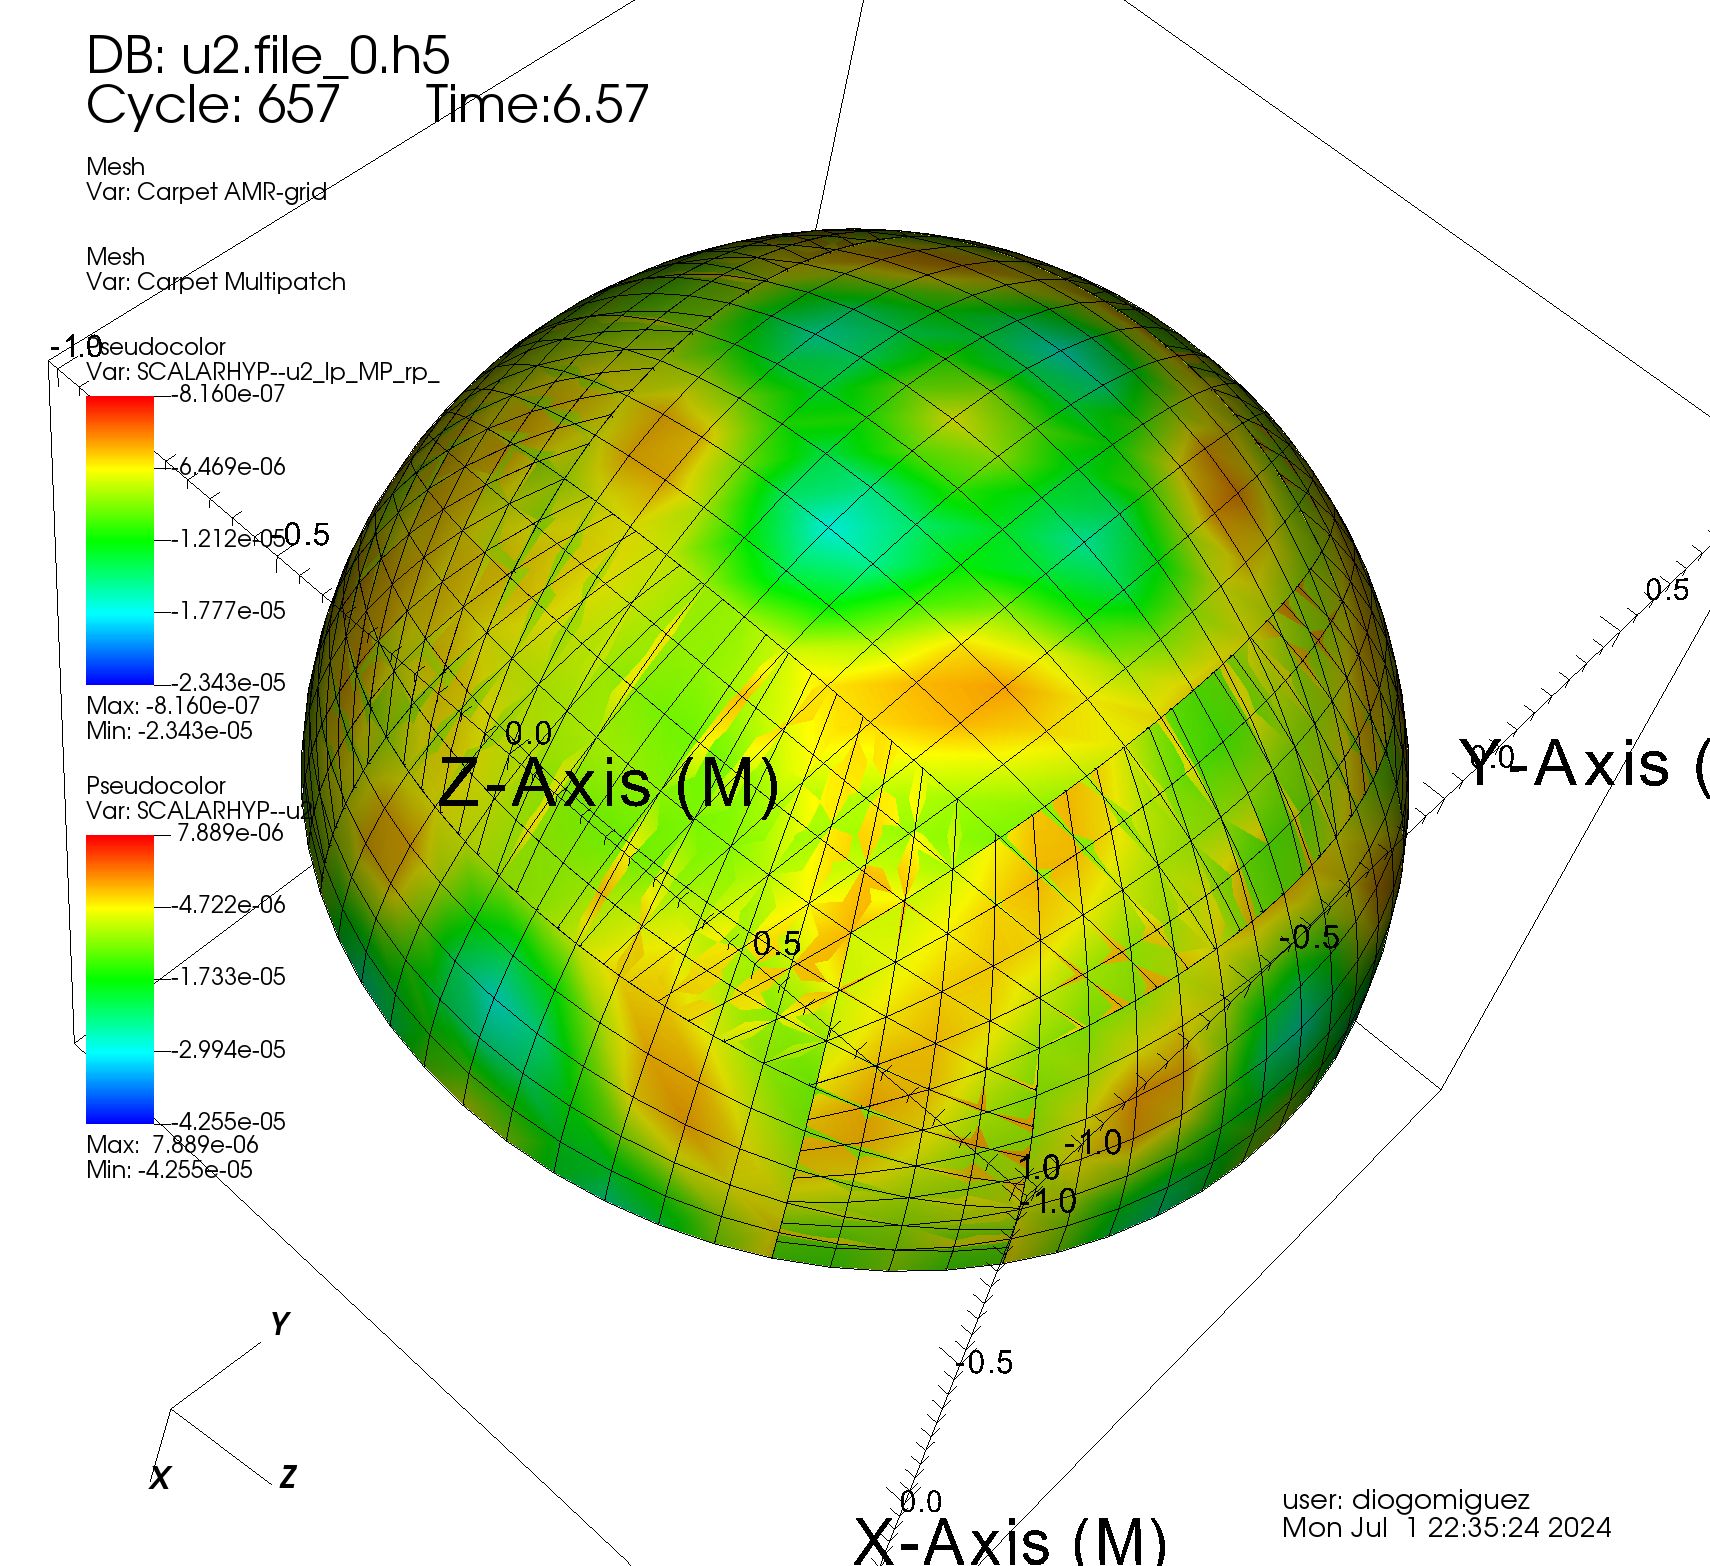 DB: u2.file_0.h5
Cycle: 657 Time:6.57
Mesh
Var: Carpet AMR-grid
Mesh
Var: Carpet Multipatch
Pseudocolor
Var: SCALARHYP--u2_lp_MP_rp_
-8.160e-07
-6.469e-06
-1.212e-05
-1.777e-05
-2.343e-05
Max: -8.160e-07
Min: -2.343e-05
Pseudocolor
Var: SCALARHYP--u2
7.889e-06
-4.722e-06
-1.733e-05
-2.994e-05
-4.255e-05
Max: 7.889e-06
Min: -4.255e-05
-1.0
-0.5
0.0
Z-Axis (M)
0.5
1.0
0.5
0.0
Y-Axis (
-0.5
-1.0
-1.0
-0.5
0.0
X-Axis (M)
Y
X
Z
user: diogomiguez
Mon Jul 1 22:35:24 2024